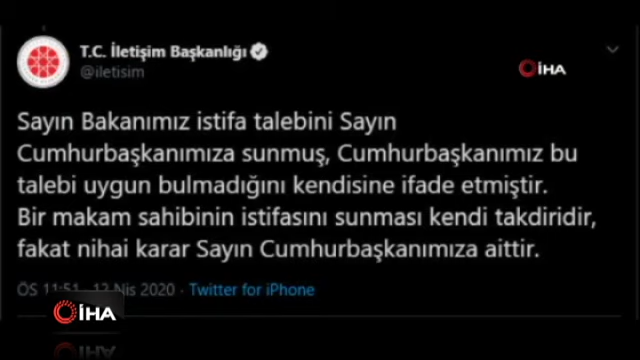 T.C. İletişim Başkanlığı
@iletisim
İHA
Sayın Bakanımız istifa talebini Sayın
Cumhurbaşkanımıza sunmuş, Cumhurbaşkanımız bu
talebi uygun bulmadığını kendisine ifade etmiştir.
Bir makam sahibinin istifasını sunması kendi takdiridir,
fakat nihai karar Sayın Cumhurbaşkanımıza aittir.
ÖS 11:51 · 12 Nis 2020 · Twitter for iPhone
İHA